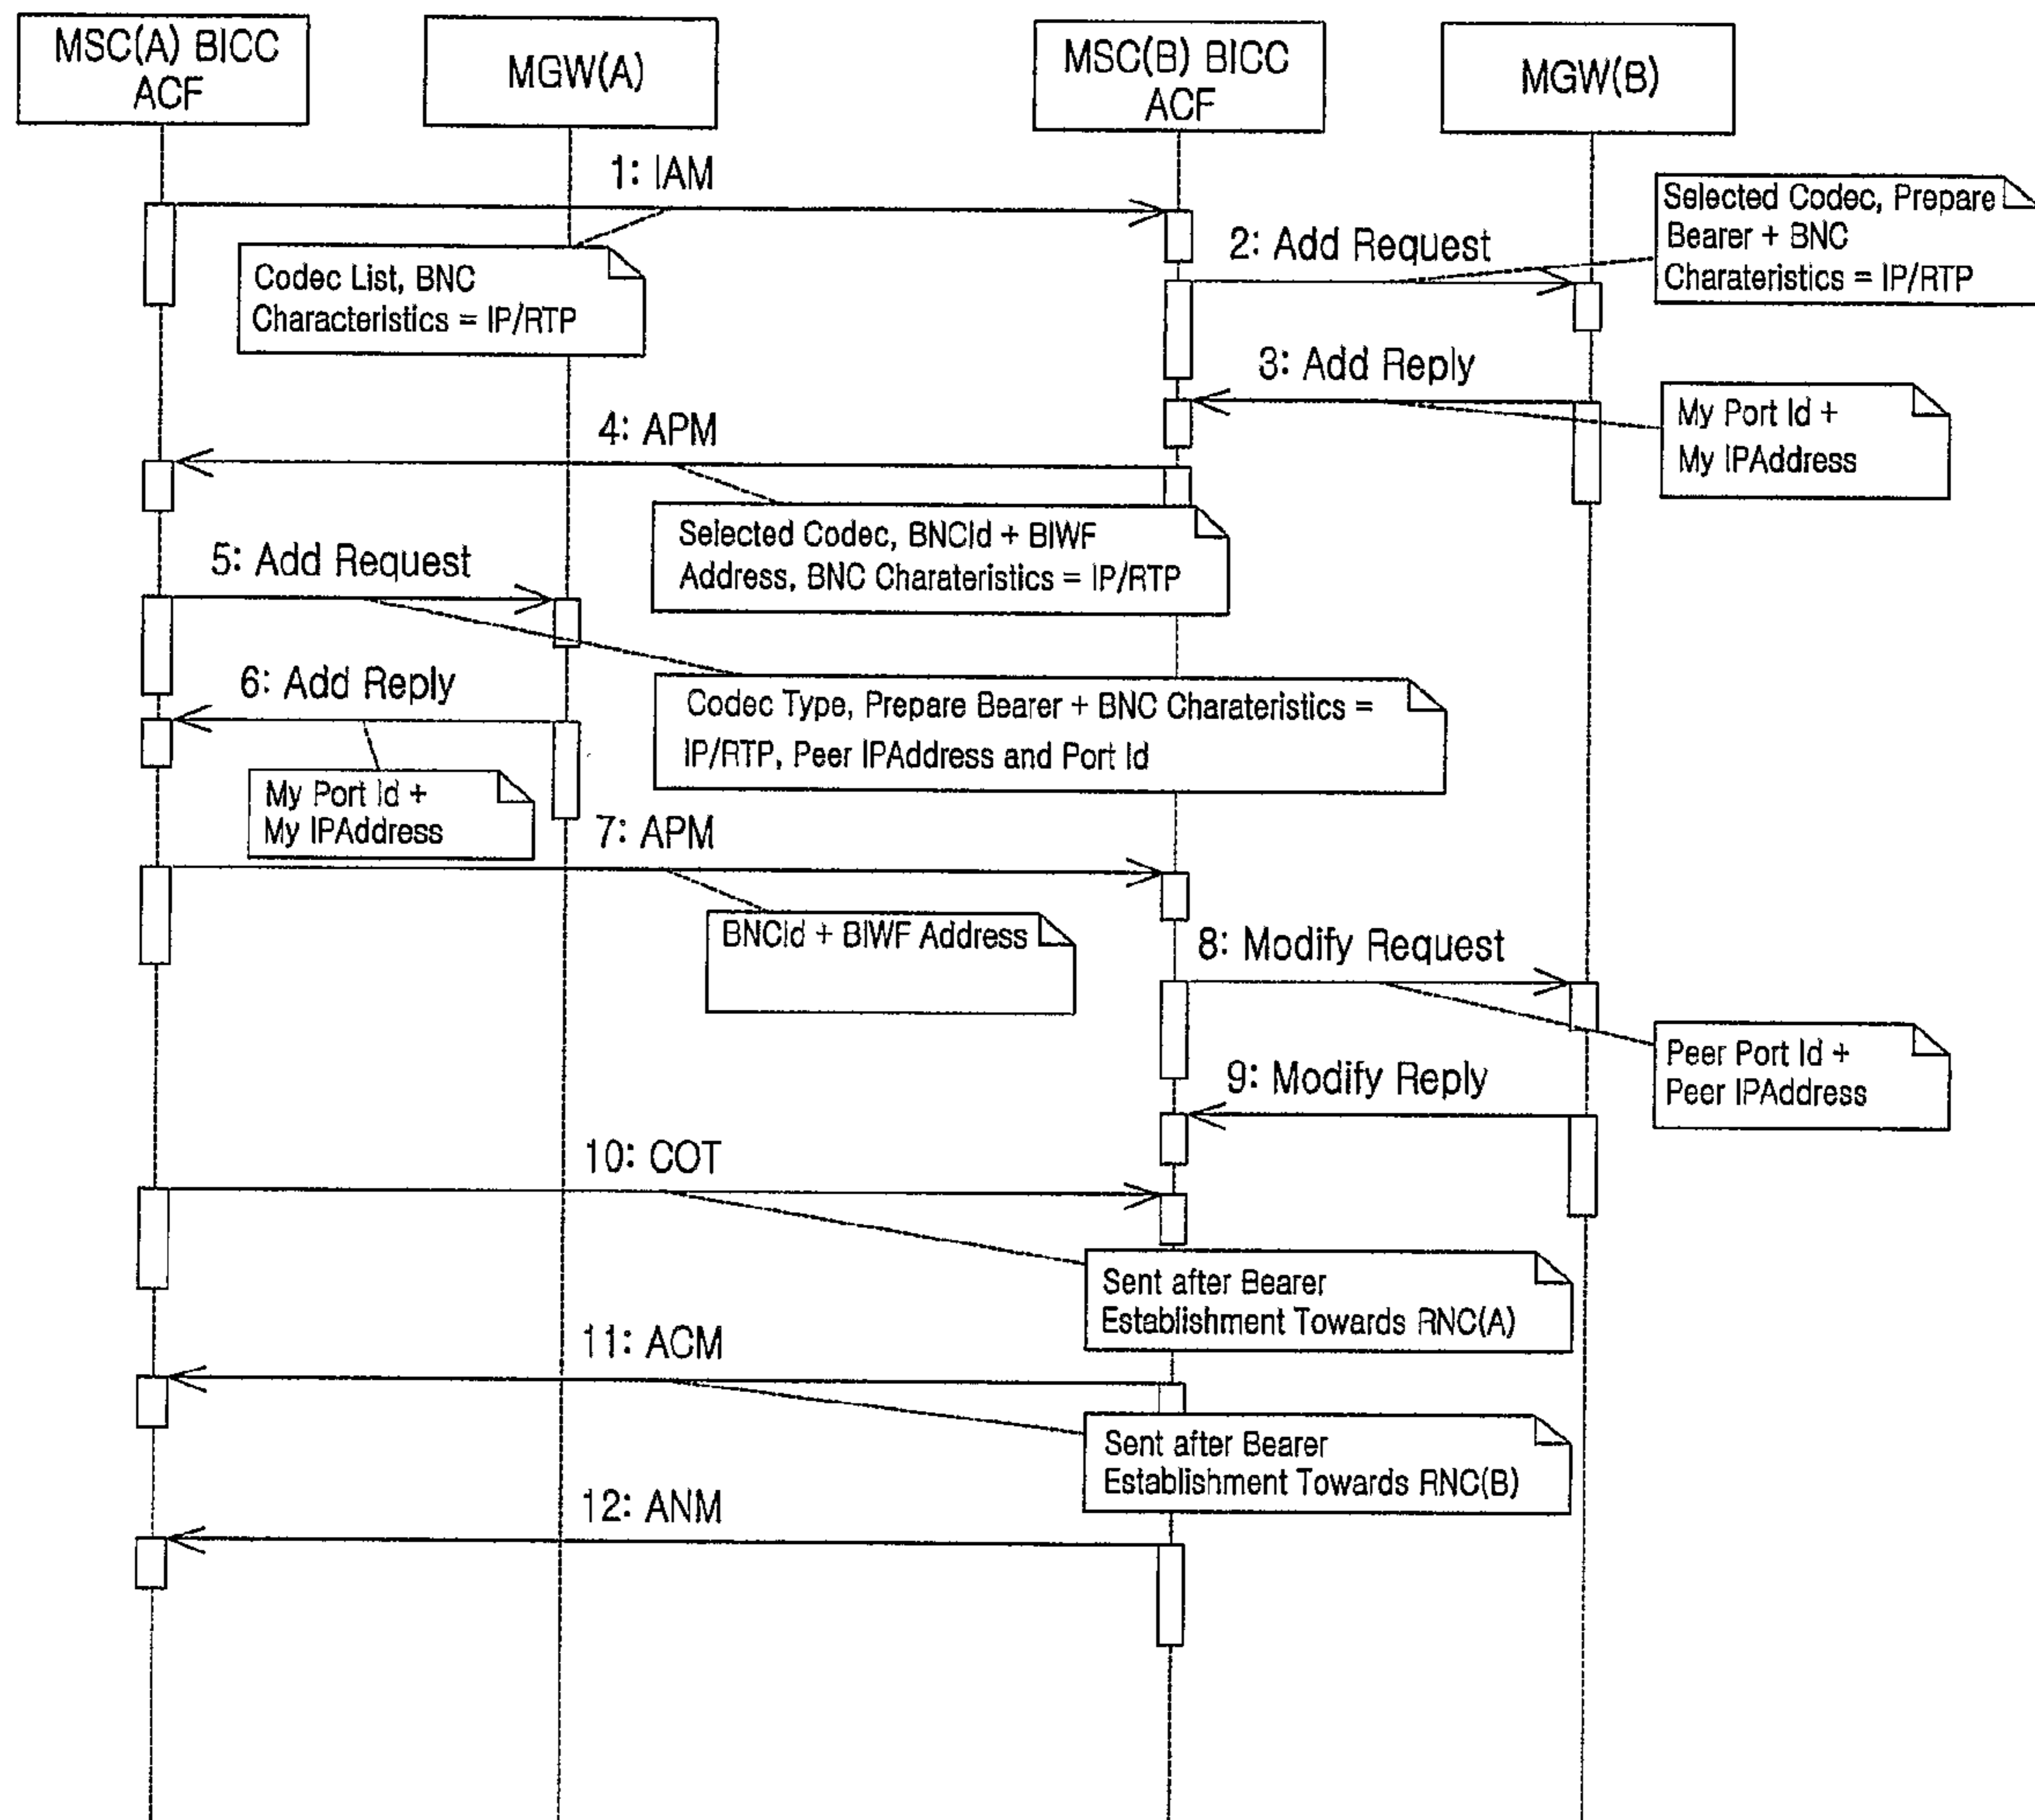 MSC(A) BICC
ACF
MGW(A)
MSC(B) BICC
ACF
MGW(B)
1: IAM
Codec List, BNC
Characteristics = IP/RTP
2: Add Request
Selected Codec, Prepare
Bearer + BNC
Charateristics = IP/RTP
3: Add Reply
My Port Id +
My IPAddress
4: APM
Selected Codec, BNCId + BIWF
Address, BNC Charateristics = IP/RTP
5: Add Request
Codec Type, Prepare Bearer + BNC Charateristics =
IP/RTP, Peer IPAddress and Port Id
6: Add Reply
My Port Id +
My IPAddress
7: APM
BNCId + BIWF Address
8: Modify Request
Peer Port Id +
Peer IPAddress
9: Modify Reply
10: COT
Sent after Bearer
Establishment Towards RNC(A)
11: ACM
Sent after Bearer
Establishment Towards RNC(B)
12: ANM